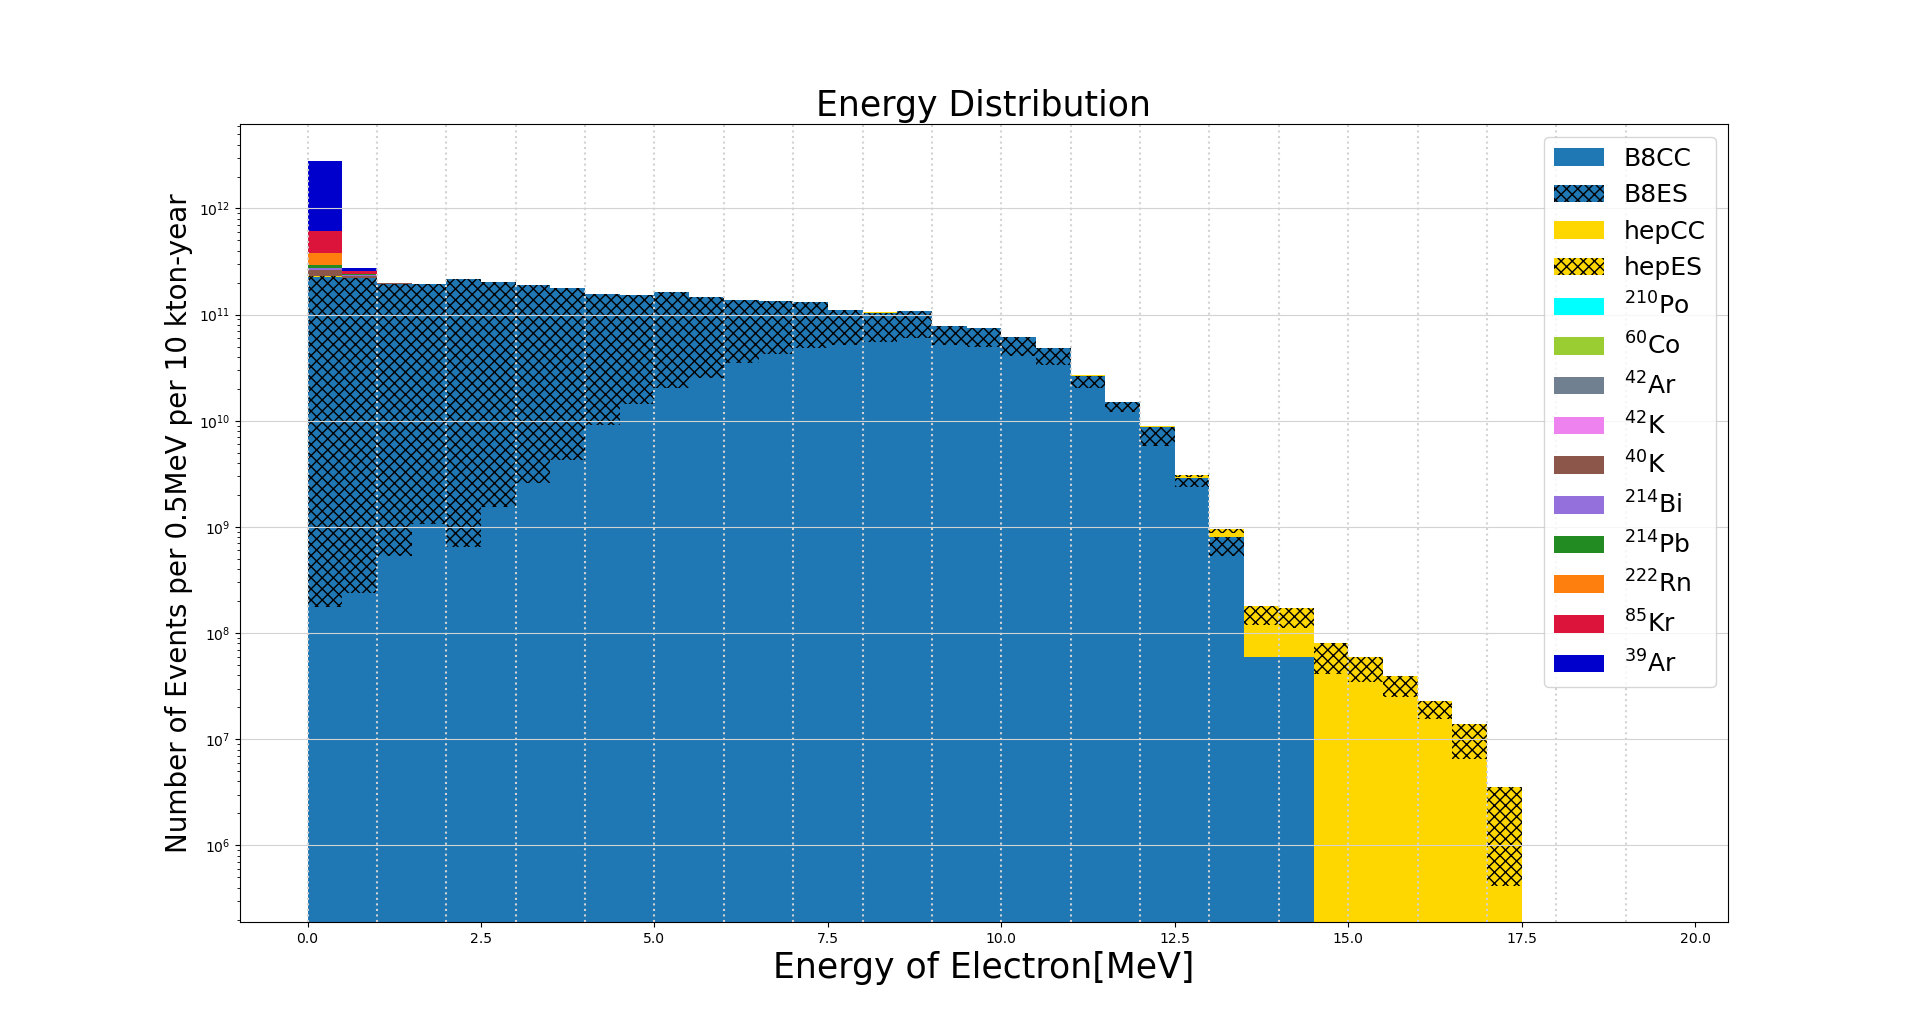 Energy Distribution
Number of Events per 0.5MeV per 10 kton-year
10¹²
10¹¹
10¹⁰
10⁹
10⁸
10⁷
10⁶
0.0 2.5 5.0 7.5 10.0 12.5 15.0 17.5 20.0
Energy of Electron[MeV]
B8CC
B8ES
hepCC
hepES
²¹⁰Po
⁶⁰Co
⁴²Ar
⁴²K
⁴⁰K
²¹⁴Bi
²¹⁴Pb
²²²Rn
⁸⁵Kr
³⁹Ar